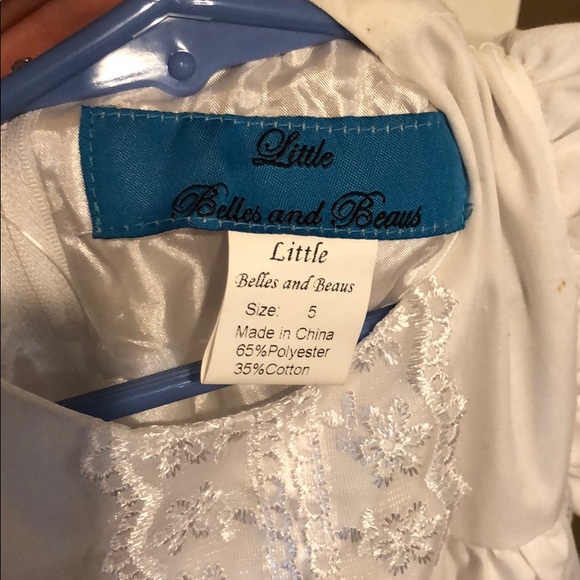 Little
Belles and Beaus
Little
Belles and Beaus
Size: 5
Made in China
65%Polyester
35%Cotton